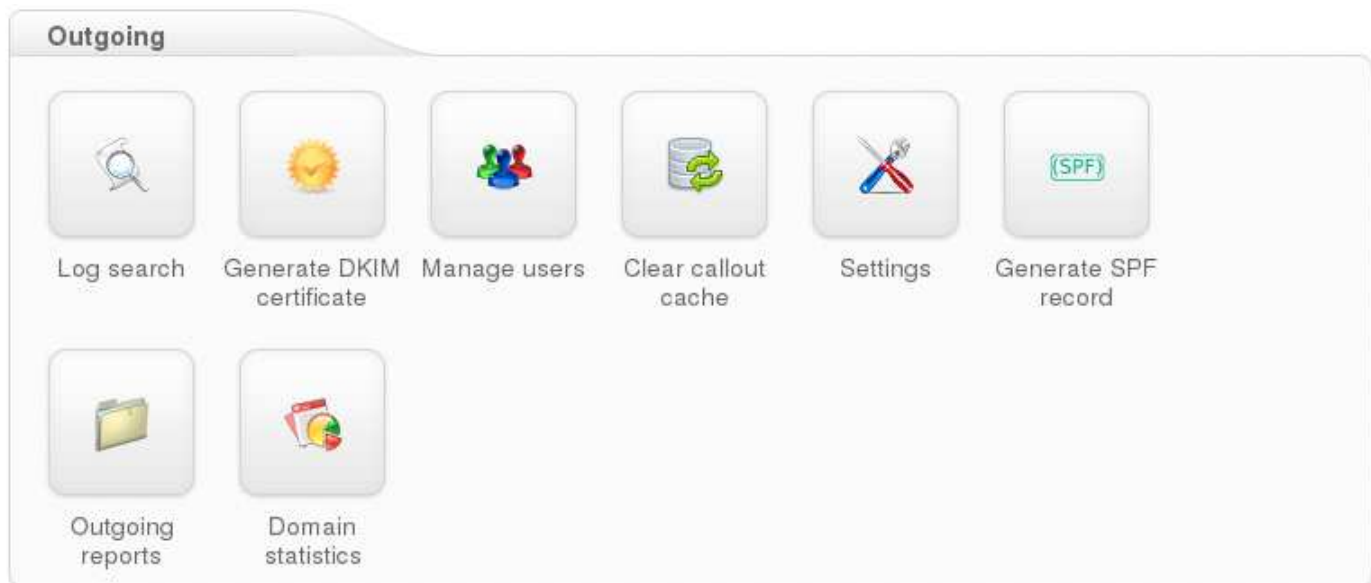 Outgoing
(SPF)
Log search
Generate DKIM
certificate
Manage users
Clear callout
cache
Settings
Generate SPF
record
Outgoing
reports
Domain
statistics